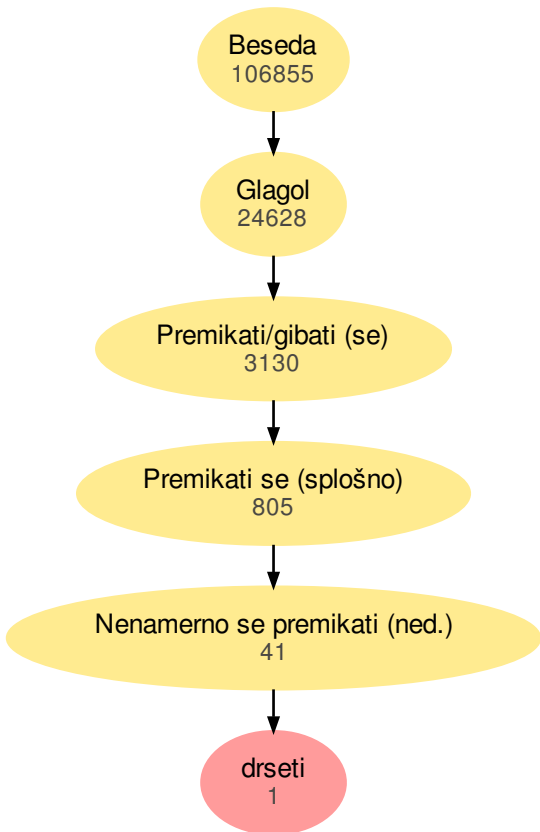 Beseda
106855
Glagol
24628
Premikati/gibati (se)
3130
Premikati se (splošno)
805
Nenamerno se premikati (ned.)
41
drseti
1